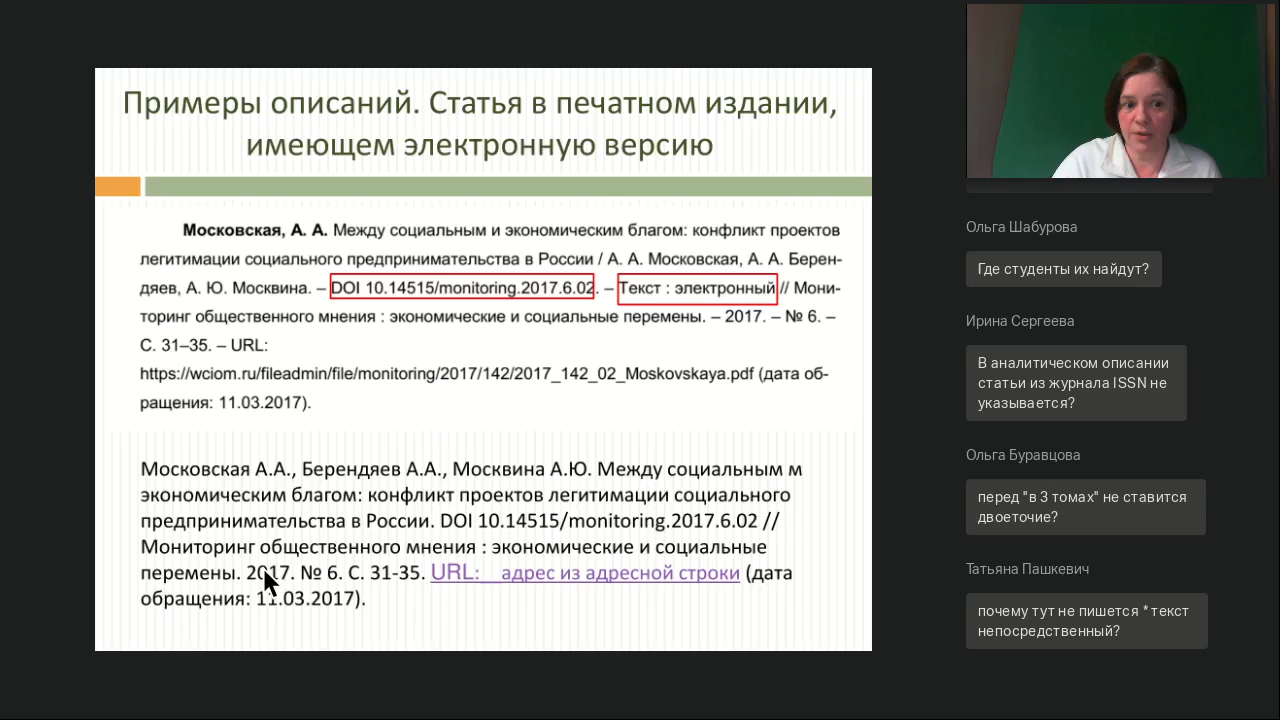 Примеры описаний. Статья в печатном издании,
имеющем электронную версию
Московская, А. А. Между социальным и экономическим благом: конфликт проектов
легитимации социального предпринимательства в России / А. А. Московская, А. А. Берен-
дяев, А. Ю. Москвина. – DOI 10.14515/monitoring.2017.6.02. – Текст : электронный // Мони-
торинг общественного мнения : экономические и социальные перемены. – 2017. – № 6. –
С. 31–35. – URL:
https://wciom.ru/fileadmin/file/monitoring/2017/142/2017_142_02_Moskovskaya.pdf (дата об-
ращения: 11.03.2017).
Московская А.А., Берендяев А.А., Москвина А.Ю. Между социальным м
экономическим благом: конфликт проектов легитимации социального
предпринимательства в России. DOI 10.14515/monitoring.2017.6.02 //
Мониторинг общественного мнения : экономические и социальные
перемены. 2017. № 6. С. 31-35. URL:__адрес из адресной строки (дата
обращения: 11.03.2017).
Ольга Шабурова
Где студенты их найдут?
Ирина Сергеева
В аналитическом описании
статьи из журнала ISSN не
указывается?
Ольга Буравцова
перед "в 3 томах" не ставится
двоеточие?
Татьяна Пашкевич
почему тут не пишется * текст
непосредственный?